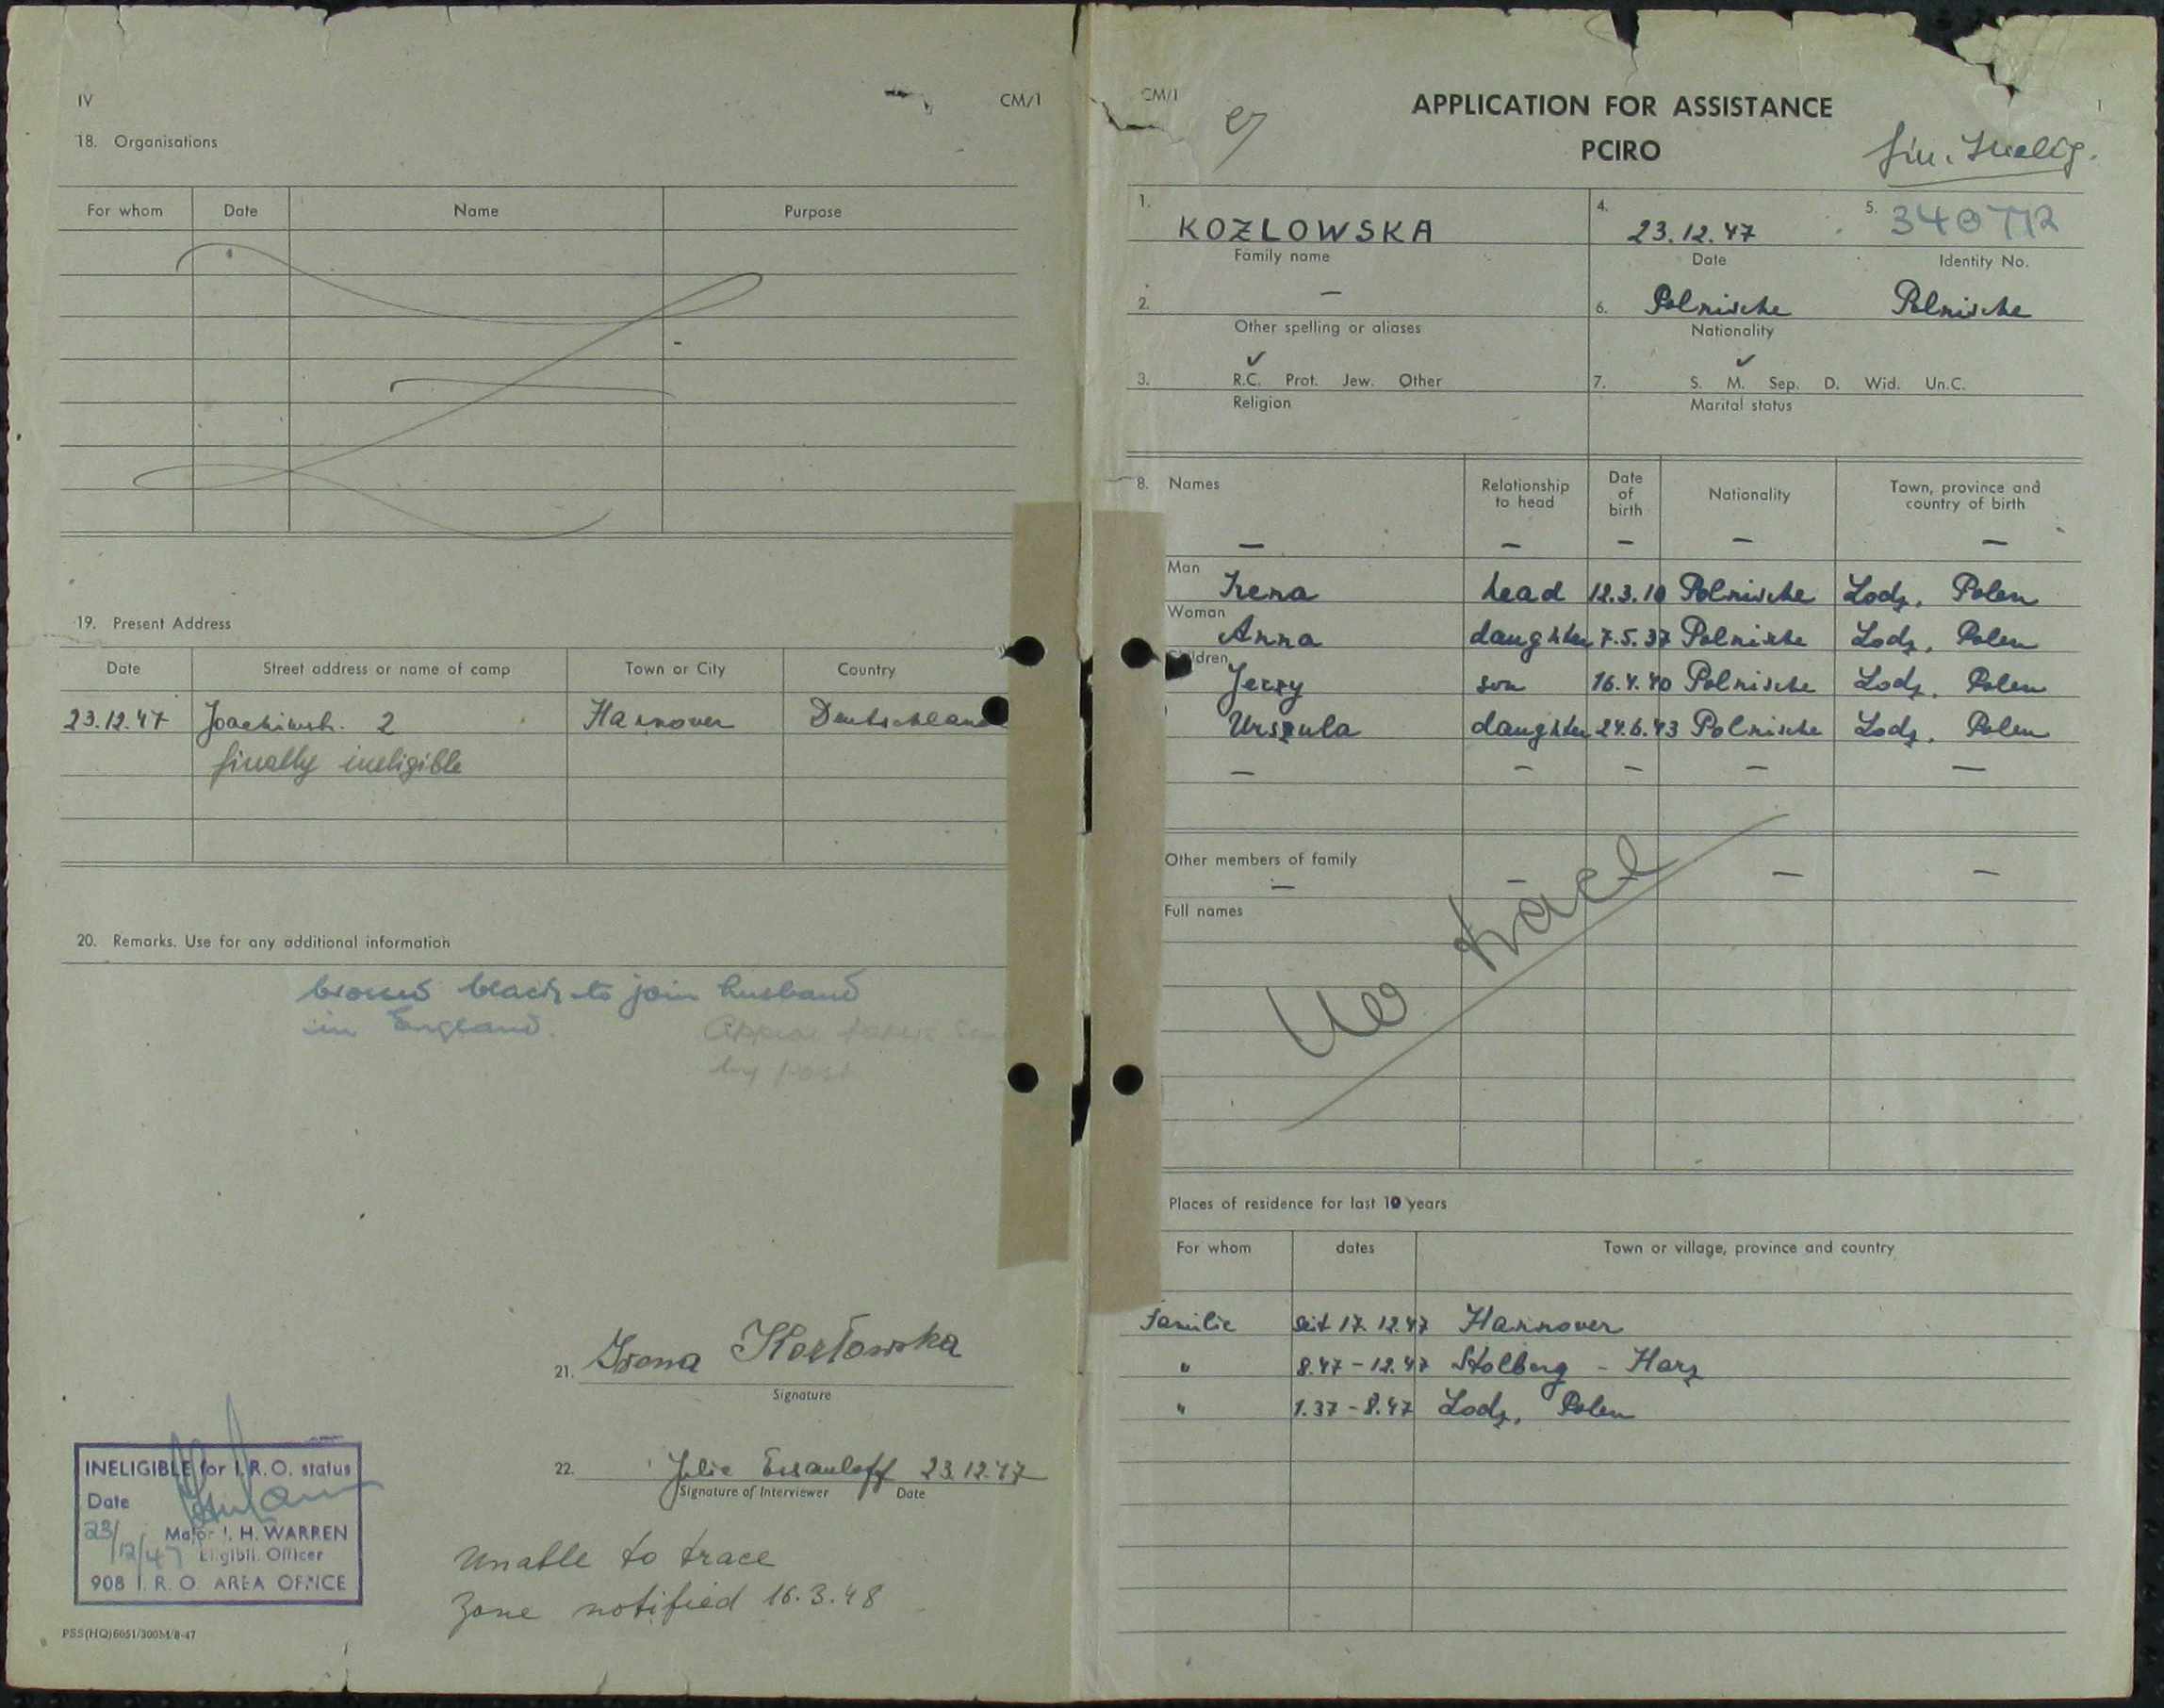 IV CM/1
18. Organisations
For whom Date Name Purpose
19. Present Address
Date Street address or name of camp Town or City Country
23.12.47 Joachimstr. 2 Hannover Deutschland
finally ineligible
20. Remarks. Use for any additional information
black to join husband
in England.
by post
21. Irena Kozłowska
Signature
22. Julie 23.12.47
Signature of Interviewer Date
INELIGIBLE for I.R.O. status
Date
23/12/47 Major I. H. WARREN
Eligibil. Officer
908 I. R. O. AREA OFFICE
Unable to trace
Zone notified 16.3.48
PSS(HQ)6051/300M/8-47
CM/1 APPLICATION FOR ASSISTANCE 1
PCIRO
fin. Inelig.
1. KOZLOWSKA 4. 23.12.47 5. 340772
Family name Date Identity No.
2. — 6. Polnische Polnische
Other spelling or aliases Nationality
3. R.C. Prot. Jew. Other 7. S. M. Sep. D. Wid. Un.C.
Religion Marital status
8. Names Relationship to head Date of birth Nationality Town, province and country of birth
— — — — —
Man
Irena head 12.3.10 Polnische Lodz, Polen
Woman
Anna daughter 7.5.37 Polnische Lodz, Polen
Children
Jerzy son 16.4.40 Polnische Lodz, Polen
Urszula daughter 24.6.43 Polnische Lodz, Polen
— — — — —
Other members of family
— — — —
Full names
No trace
Places of residence for last 10 years
For whom dates Town or village, province and country
Familie seit 17.12.47 Hannover
" 8.47 - 12.47 Stolberg - Harz
" 1.37 - 8.47 Lodz, Polen